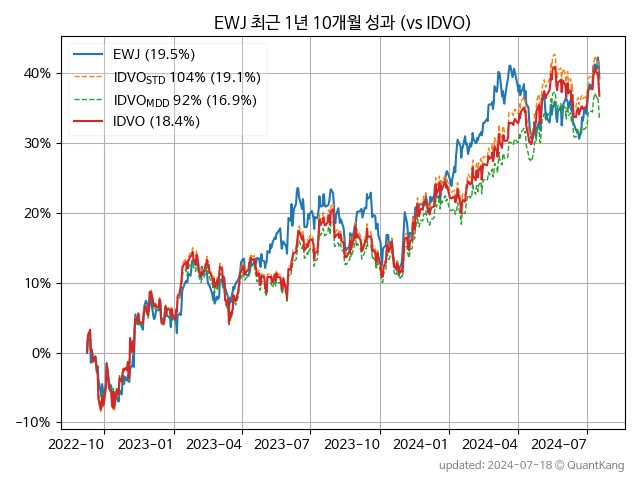 EWJ 최근 1년 10개월 성과 (vs IDVO)
EWJ (19.5%)
IDVO_STD 104% (19.1%)
IDVO_MDD 92% (16.9%)
IDVO (18.4%)
40%
30%
20%
10%
0%
−10%
2022-10 2023-01 2023-04 2023-07 2023-10 2024-01 2024-04 2024-07
updated: 2024-07-18 © QuantKang